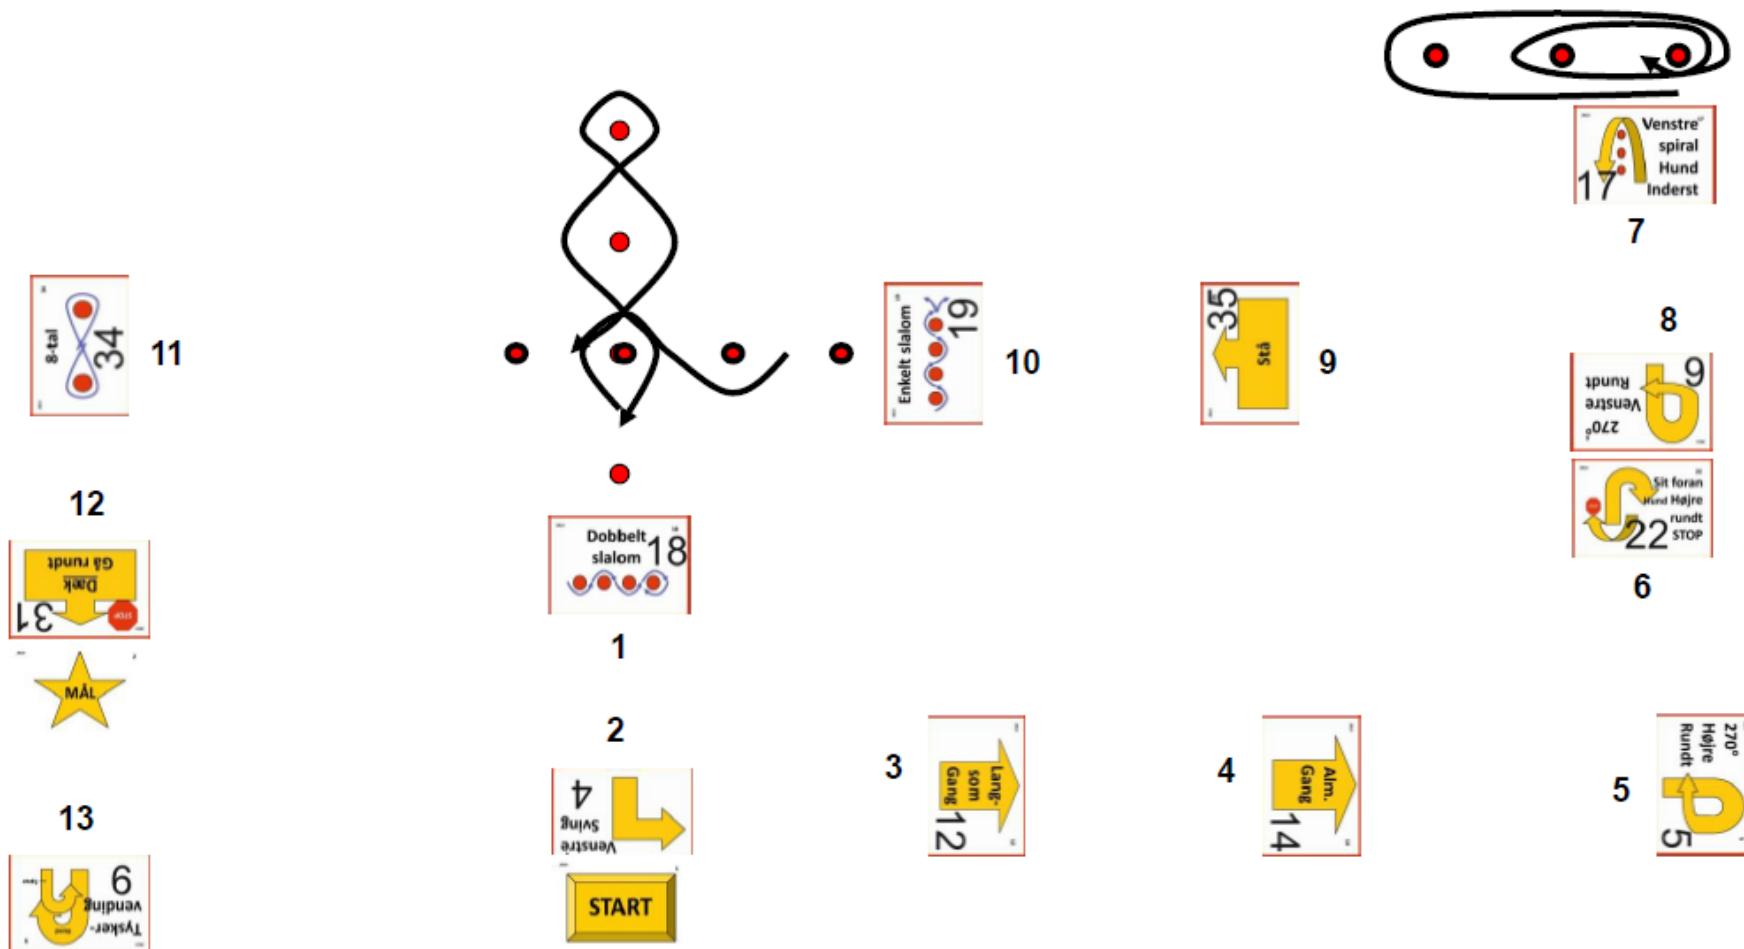 Venstre
spiral
Hund
Inderst
17
7
8-tal
34
11
Enkelt slalom
19
10
35
Stå
9
8
270°
Venstre
Rundt
6
Sit foran
Hund Højre
rundt
STOP
22
6
12
Dæk
Gå rundt
STOP
31
MÅL
Dobbelt
slalom
18
1
2
4
Venstre
Sving
START
3
Lang-
som
Gang
12
4
Alm.
Gang
14
5
270°
Højre
Rundt
5
13
9
Tysker-
vending
Hund